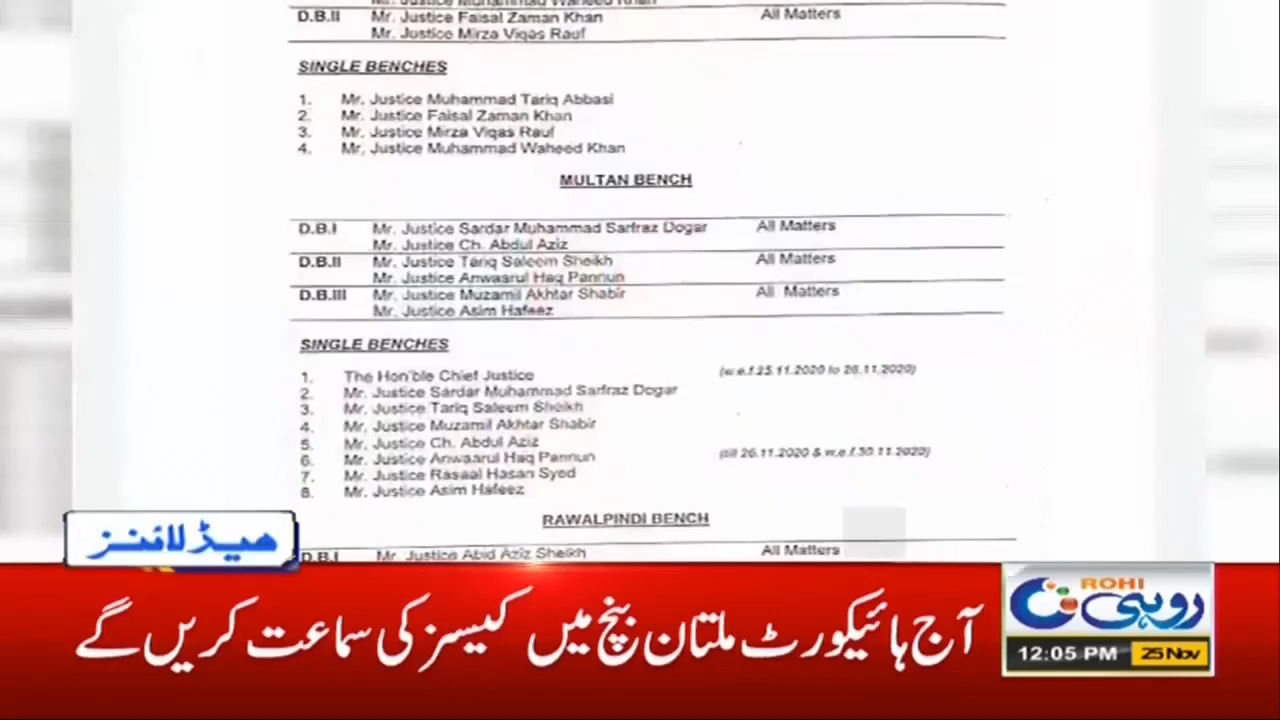 D.B.II Mr. Justice Faisal Zaman Khan All Matters
Mr. Justice Mirza Viqas Rauf
SINGLE BENCHES
1. Mr. Justice Muhammad Tariq Abbasi
2. Mr. Justice Faisal Zaman Khan
3. Mr. Justice Mirza Viqas Rauf
4. Mr. Justice Muhammad Waheed Khan
MULTAN BENCH
D.B.I Mr. Justice Sardar Muhammad Sarfraz Dogar All Matters
Mr. Justice Ch. Abdul Aziz
D.B.II Mr. Justice Tariq Saleem Sheikh All Matters
Mr. Justice Anwaarul Haq Pannun
D.B.III Mr. Justice Muzamil Akhtar Shabir All Matters
Mr. Justice Asim Hafeez
SINGLE BENCHES
1. The Hon'ble Chief Justice (w.e.f.25.11.2020 to 28.11.2020)
2. Mr. Justice Sardar Muhammad Sarfraz Dogar
3. Mr. Justice Tariq Saleem Sheikh
4. Mr. Justice Muzamil Akhtar Shabir
5. Mr. Justice Ch. Abdul Aziz
6. Mr. Justice Anwaarul Haq Pannun (till 26.11.2020 & w.e.f.30.11.2020)
7. Mr. Justice Rasaal Hasan Syed
8. Mr. Justice Asim Hafeez
RAWALPINDI BENCH
D.B.I Mr. Justice Abid Aziz Sheikh All Matters
ہیڈلائنز
آج ہائیکورٹ ملتان بنچ میں کیسز کی سماعت کریں گے
ROHI
روہی
12:05 PM 25 Nov